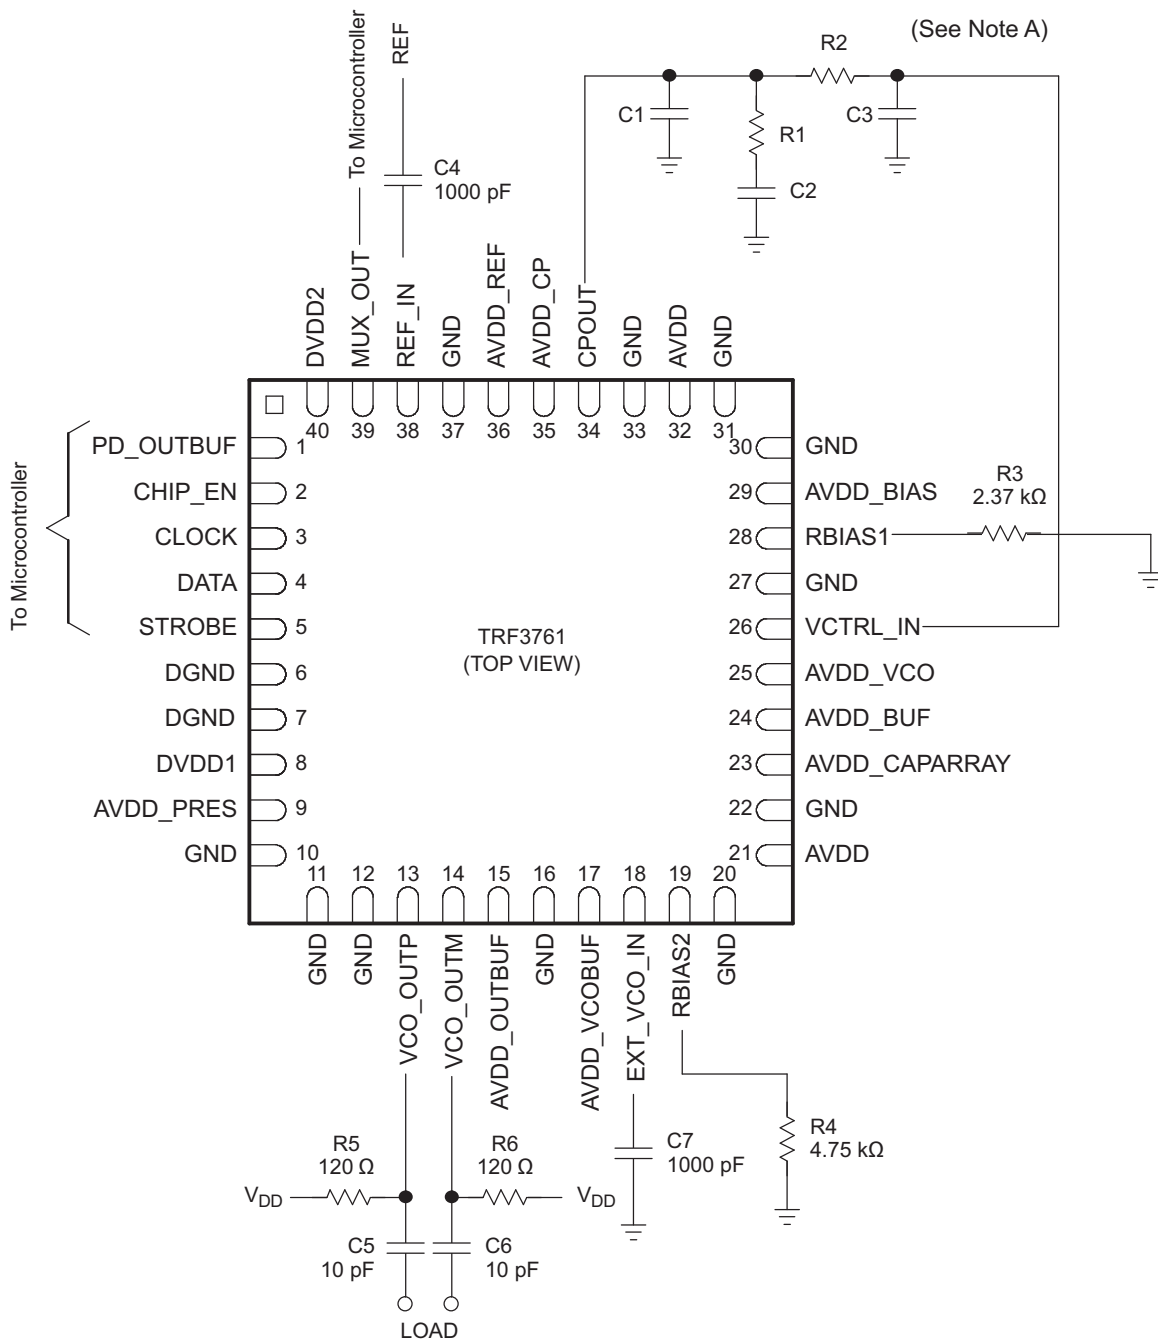 (See Note A)
R2
C1
R1
C3
C2
To Microcontroller
REF
C4
1000 pF
DVDD2
MUX_OUT
REF_IN
GND
AVDD_REF
AVDD_CP
CPOUT
GND
AVDD
GND
40
39
38
37
36
35
34
33
32
31
To Microcontroller
PD_OUTBUF
1
CHIP_EN
2
CLOCK
3
DATA
4
STROBE
5
DGND
6
DGND
7
DVDD1
8
AVDD_PRES
9
GND
10
TRF3761
(TOP VIEW)
30
GND
29
AVDD_BIAS
28
RBIAS1
27
GND
26
VCTRL_IN
25
AVDD_VCO
24
AVDD_BUF
23
AVDD_CAPARRAY
22
GND
21
AVDD
R3
2.37 kΩ
11
12
13
14
15
16
17
18
19
20
GND
GND
VCO_OUTP
VCO_OUTM
AVDD_OUTBUF
GND
AVDD_VCOBUF
EXT_VCO_IN
RBIAS2
GND
R5
120 Ω
R6
120 Ω
VDD
VDD
C7
1000 pF
R4
4.75 kΩ
C5
10 pF
C6
10 pF
LOAD